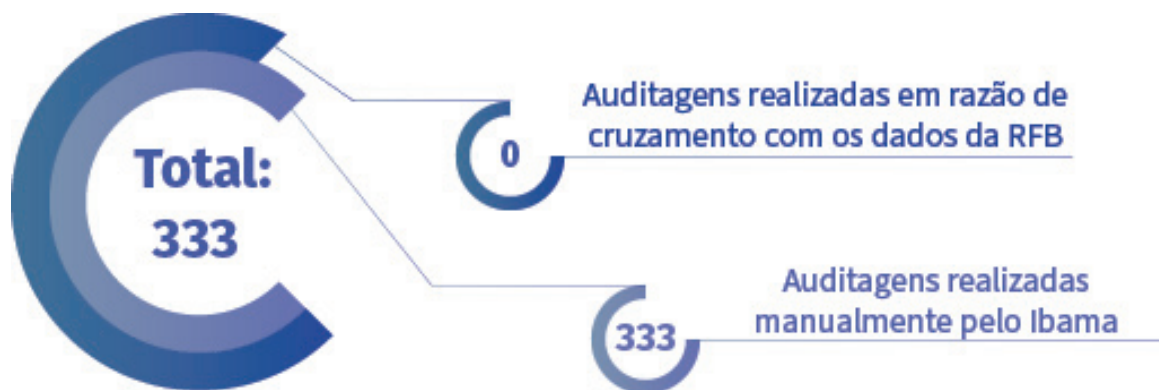 Total:
333
0
Auditagens realizadas em razão de
cruzamento com os dados da RFB
333
Auditagens realizadas
manualmente pelo Ibama